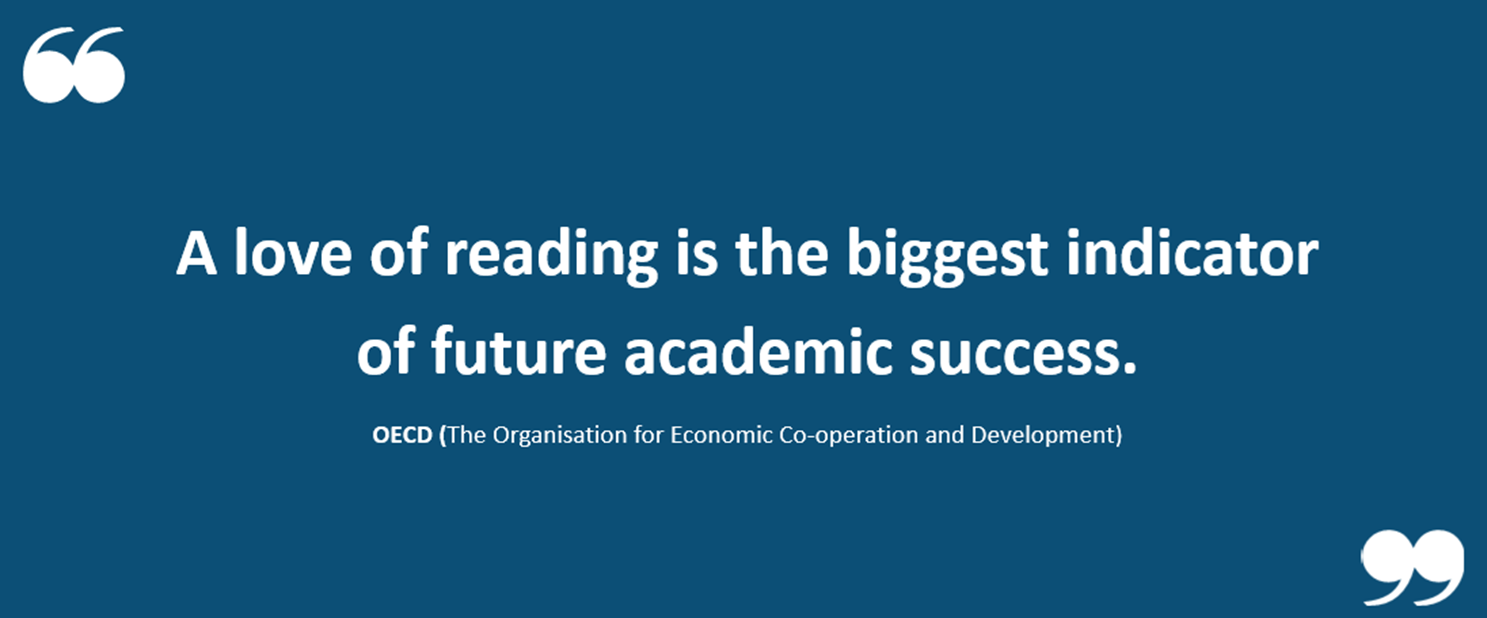 “
A love of reading is the biggest indicator
of future academic success.
OECD (The Organisation for Economic Co-operation and Development)
”